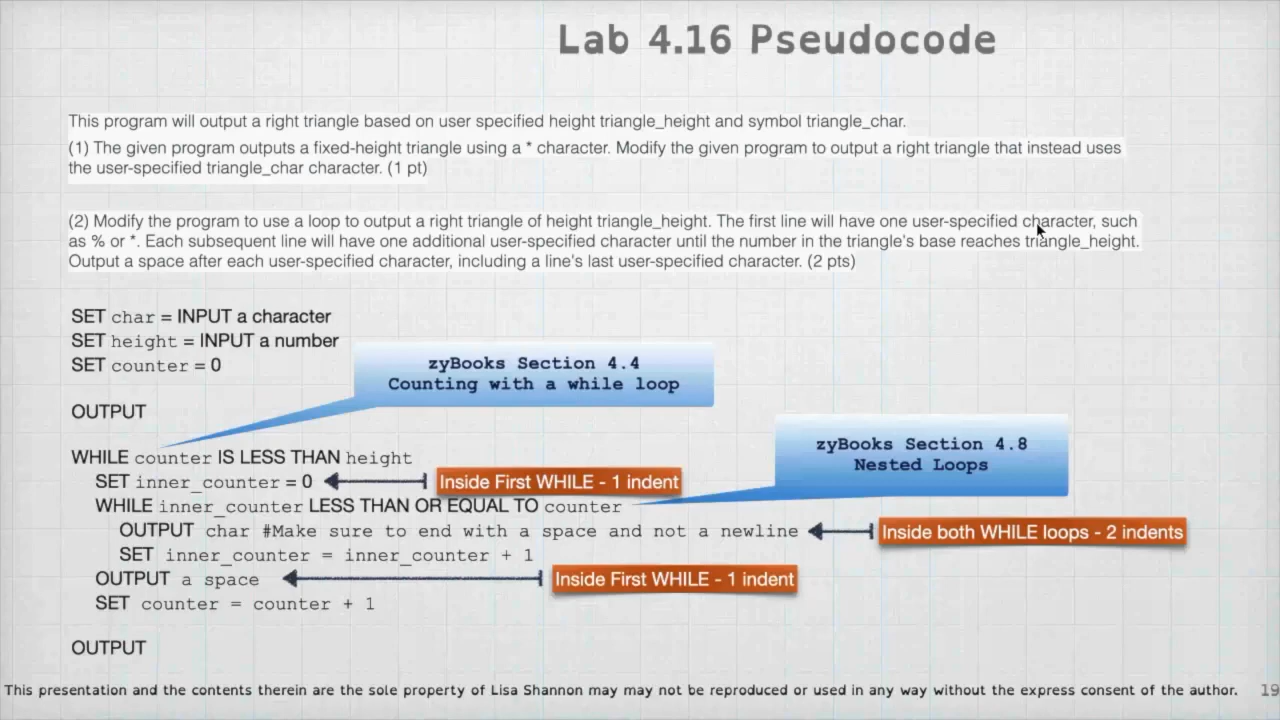 Lab 4.16 Pseudocode
This program will output a right triangle based on user specified height triangle_height and symbol triangle_char.
(1) The given program outputs a fixed-height triangle using a * character. Modify the given program to output a right triangle that instead uses
the user-specified triangle_char character. (1 pt)
(2) Modify the program to use a loop to output a right triangle of height triangle_height. The first line will have one user-specified character, such
as % or *. Each subsequent line will have one additional user-specified character until the number in the triangle's base reaches triangle_height.
Output a space after each user-specified character, including a line's last user-specified character. (2 pts)
SET char = INPUT a character
SET height = INPUT a number
SET counter = 0
zyBooks Section 4.4
Counting with a while loop
OUTPUT
zyBooks Section 4.8
Nested Loops
WHILE counter IS LESS THAN height
SET inner_counter = 0 Inside First WHILE - 1 indent
WHILE inner_counter LESS THAN OR EQUAL TO counter
OUTPUT char #Make sure to end with a space and not a newline Inside both WHILE loops - 2 indents
SET inner_counter = inner_counter + 1
OUTPUT a space Inside First WHILE - 1 indent
SET counter = counter + 1
OUTPUT
This presentation and the contents therein are the sole property of Lisa Shannon may may not be reproduced or used in any way without the express consent of the author. 19